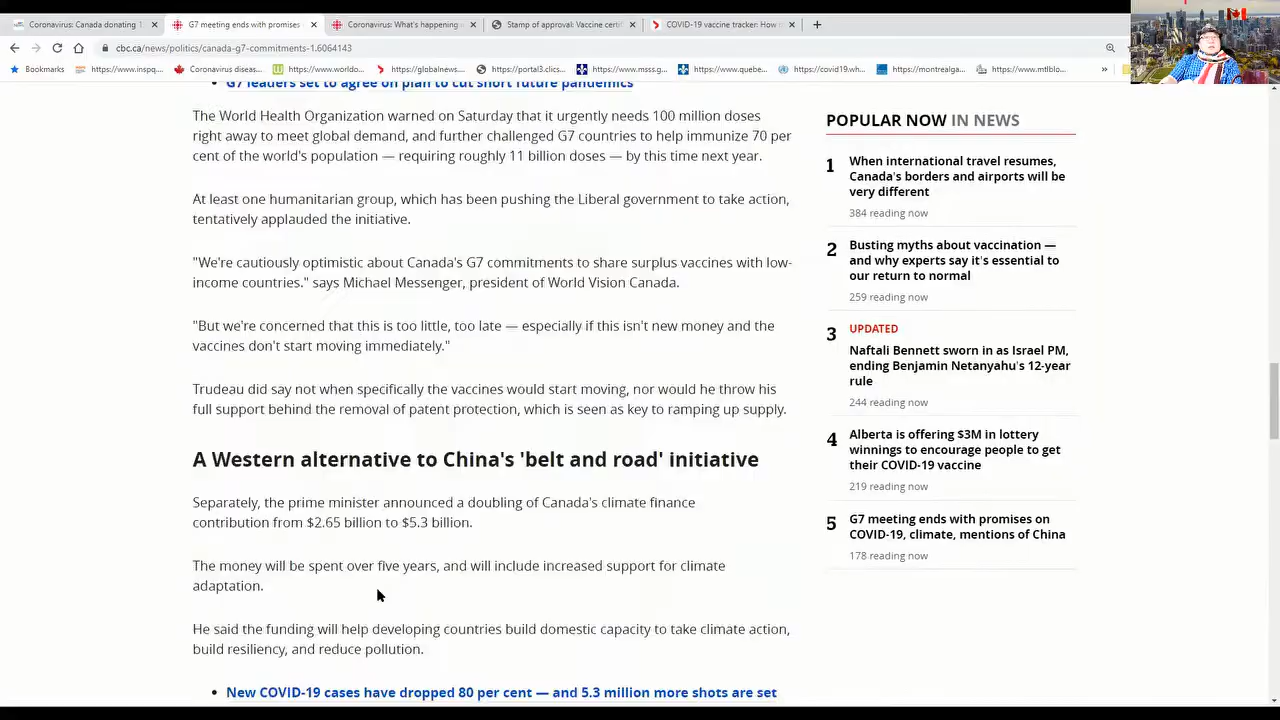 Coronavirus: Canada donating 1
G7 meeting ends with promises
Coronavirus: What's happening
Stamp of approval: Vaccine certi
COVID-19 vaccine tracker: How
cbc.ca/news/politics/canada-g7-commitments-1.6064143
Bookmarks
https://www.inspq...
Coronavirus diseas...
https://www.worldo...
https://globalnews...
https://portal3.clics...
https://www.msss.g...
https://www.quebe...
https://covid19.wh...
https://montrealga...
https://www.mtlblo...
• G7 leaders set to agree on plan to cut short future pandemics
The World Health Organization warned on Saturday that it urgently needs 100 million doses
right away to meet global demand, and further challenged G7 countries to help immunize 70 per
cent of the world's population — requiring roughly 11 billion doses — by this time next year.
At least one humanitarian group, which has been pushing the Liberal government to take action,
tentatively applauded the initiative.
"We're cautiously optimistic about Canada's G7 commitments to share surplus vaccines with low-
income countries." says Michael Messenger, president of World Vision Canada.
"But we're concerned that this is too little, too late — especially if this isn't new money and the
vaccines don't start moving immediately."
Trudeau did say not when specifically the vaccines would start moving, nor would he throw his
full support behind the removal of patent protection, which is seen as key to ramping up supply.
A Western alternative to China's 'belt and road' initiative
Separately, the prime minister announced a doubling of Canada's climate finance
contribution from $2.65 billion to $5.3 billion.
The money will be spent over five years, and will include increased support for climate
adaptation.
He said the funding will help developing countries build domestic capacity to take climate action,
build resiliency, and reduce pollution.
• New COVID-19 cases have dropped 80 per cent — and 5.3 million more shots are set
POPULAR NOW IN NEWS
1
When international travel resumes,
Canada's borders and airports will be
very different
384 reading now
2
Busting myths about vaccination —
and why experts say it's essential to
our return to normal
259 reading now
3
UPDATED
Naftali Bennett sworn in as Israel PM,
ending Benjamin Netanyahu's 12-year
rule
244 reading now
4
Alberta is offering $3M in lottery
winnings to encourage people to get
their COVID-19 vaccine
219 reading now
5
G7 meeting ends with promises on
COVID-19, climate, mentions of China
178 reading now